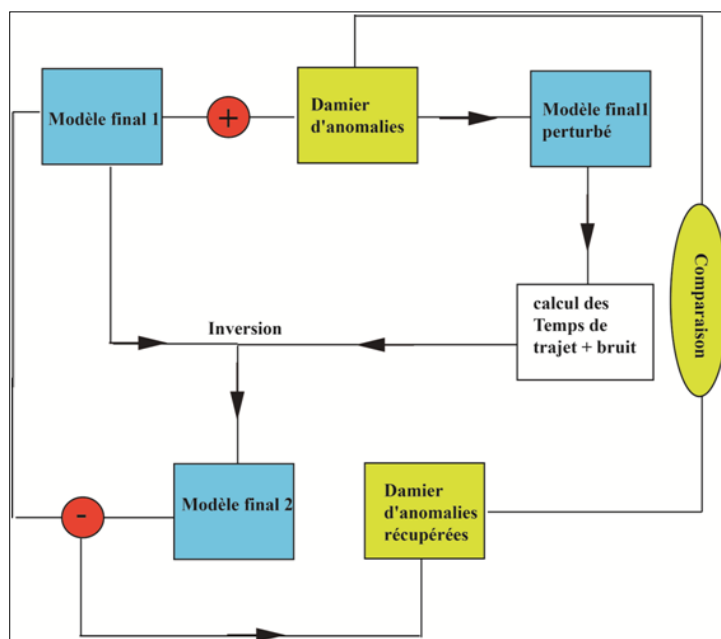 Modèle final 1
+
Damier
d'anomalies
Modèle final1
perturbé
Comparaison
calcul des
Temps de
trajet + bruit
Inversion
Modèle final 2
-
Damier
d'anomalies
récupérées